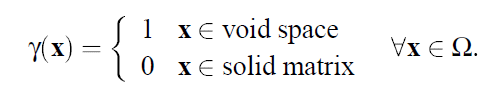 γ(x) = { 1 x ∈ void space
0 x ∈ solid matrix ∀x ∈ Ω.